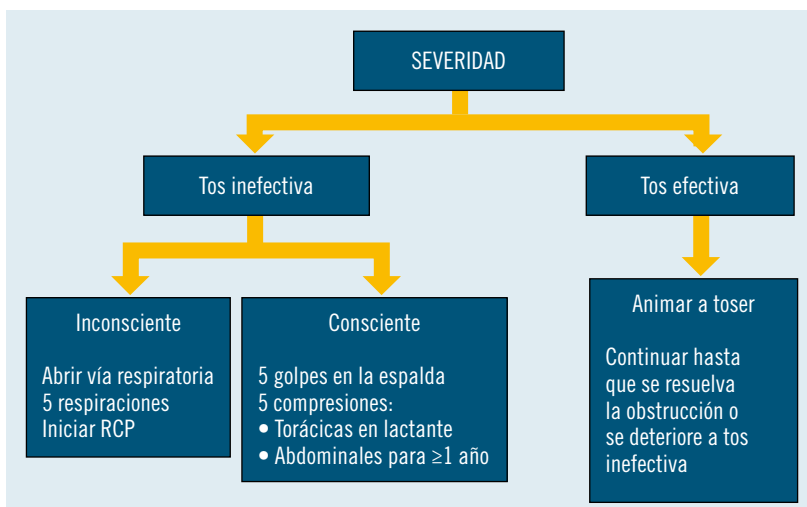 SEVERIDAD
Tos inefectiva
Tos efectiva
Inconsciente
Abrir vía respiratoria
5 respiraciones
Iniciar RCP
Consciente
5 golpes en la espalda
5 compresiones:
• Torácicas en lactante
• Abdominales para ≥1 año
Animar a toser
Continuar hasta
que se resuelva
la obstrucción o
se deteriore a tos
inefectiva